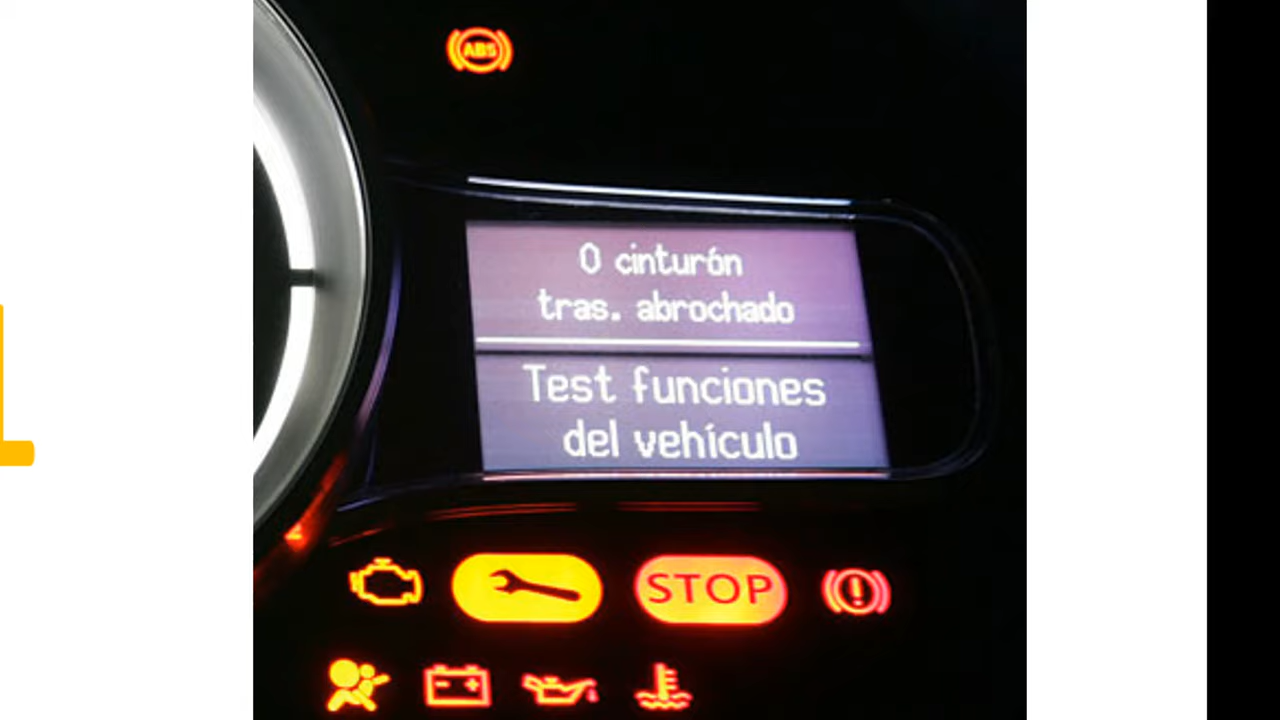 ABS
0 cinturón
tras. abrochado
Test funciones
del vehículo
STOP